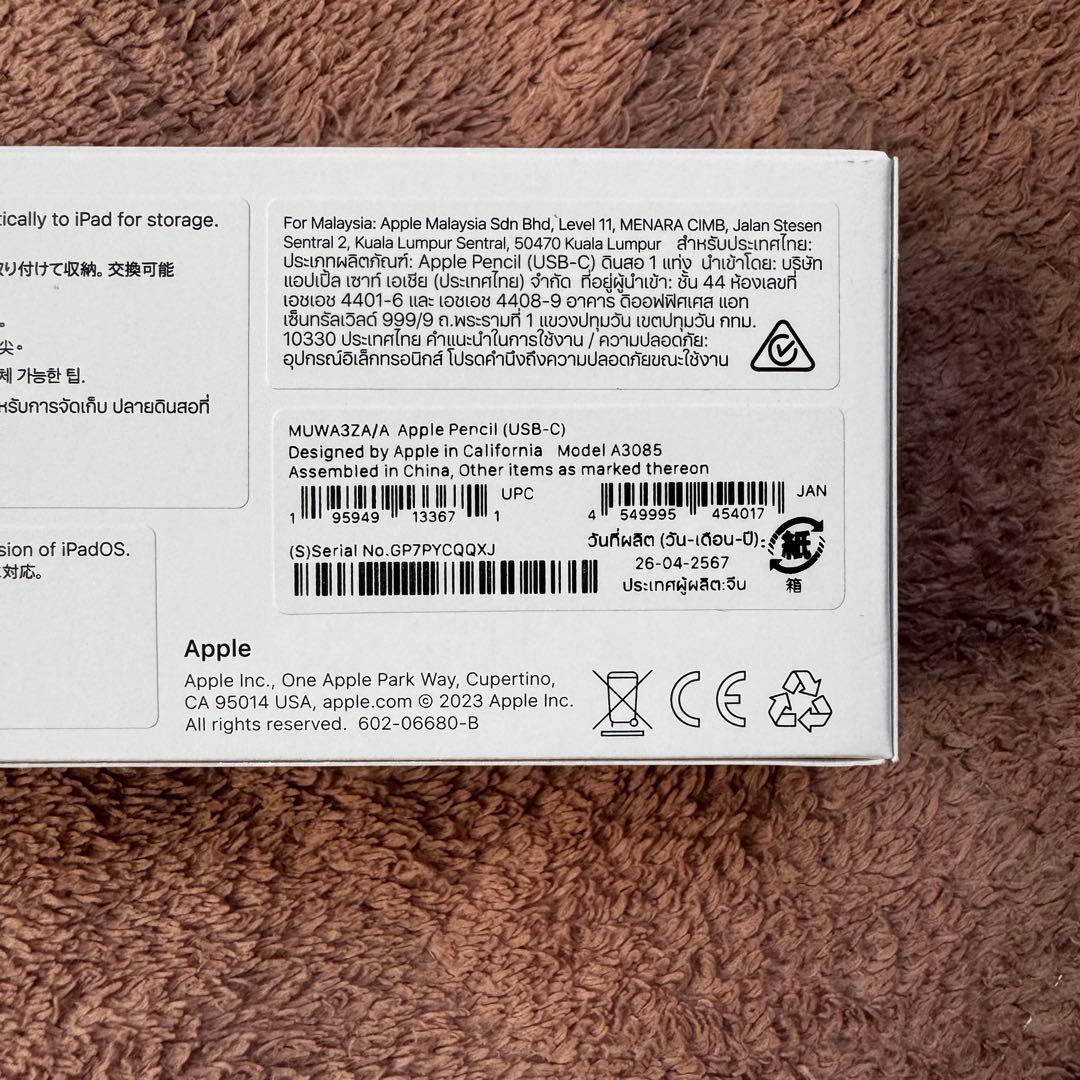 tically to iPad for storage.
取り付けて収納。交換可能
。
尖。
체 가능한 팁.
หรับการจัดเก็บ ปลายดินสอที่
sion of iPadOS.
対応。
For Malaysia: Apple Malaysia Sdn Bhd, Level 11, MENARA CIMB, Jalan Stesen
Sentral 2, Kuala Lumpur Sentral, 50470 Kuala Lumpur สำหรับประเทศไทย:
ประเภทผลิตภัณฑ์: Apple Pencil (USB-C) ดินสอ 1 แท่ง นำเข้าโดย: บริษัท
แอปเปิ้ล เซาท์ เอเชีย (ประเทศไทย) จำกัด ที่อยู่ผู้นำเข้า: ชั้น 44 ห้องเลขที่
เอชเอช 4401-6 และ เอชเอช 4408-9 อาคาร ดิออฟฟิศเศส แอท
เซ็นทรัลเวิลด์ 999/9 ถ.พระรามที่ 1 แขวงปทุมวัน เขตปทุมวัน กทม.
10330 ประเทศไทย คำแนะนำในการใช้งาน / ความปลอดภัย:
อุปกรณ์อิเล็กทรอนิกส์ โปรดคำนึงถึงความปลอดภัยขณะใช้งาน
MUWA3ZA/A Apple Pencil (USB-C)
Designed by Apple in California Model A3085
Assembled in China, Other items as marked thereon
UPC
1 95949 13367 1
JAN
4 549995 454017
(S)Serial No.GP7PYCQQXJ
วันที่ผลิต (วัน-เดือน-ปี):
26-04-2567
ประเทศผู้ผลิต:จีน
紙
箱
Apple
Apple Inc., One Apple Park Way, Cupertino,
CA 95014 USA, apple.com © 2023 Apple Inc.
All rights reserved. 602-06680-B
CE